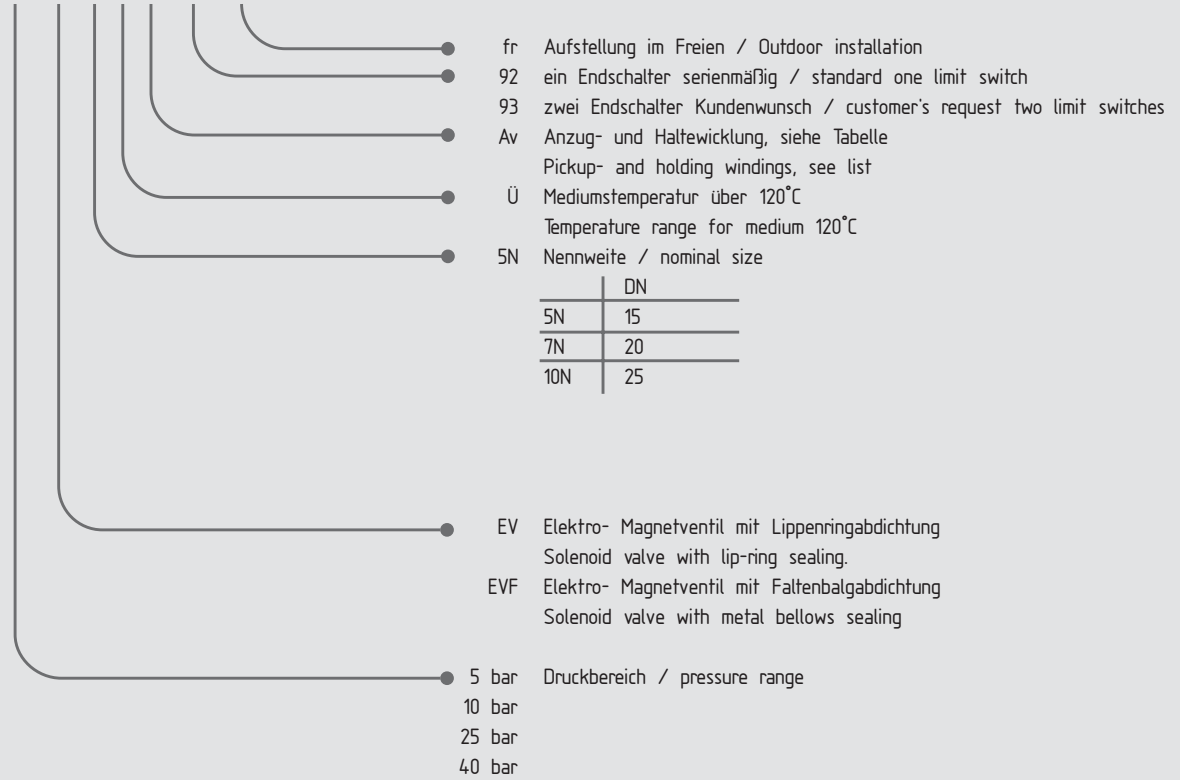 fr Aufstellung im Freien / Outdoor installation
92 ein Endschalter serienmäßig / standard one limit switch
93 zwei Endschalter Kundenwunsch / customer's request two limit switches
Av Anzug- und Haltewicklung, siehe Tabelle
Pickup- and holding windings, see list
Ü Mediumstemperatur über 120°C
Temperature range for medium 120°C
5N Nennweite / nominal size
DN
5N 15
7N 20
10N 25
EV Elektro- Magnetventil mit Lippenringabdichtung
Solenoid valve with lip-ring sealing.
EVF Elektro- Magnetventil mit Faltenbalgabdichtung
Solenoid valve with metal bellows sealing
5 bar Druckbereich / pressure range
10 bar
25 bar
40 bar